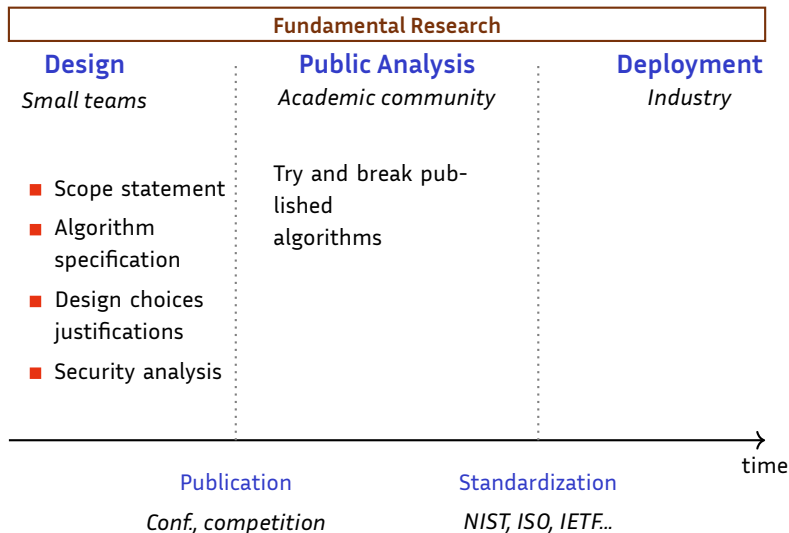 Fundamental Research
Design
Small teams
Scope statement
Algorithm
specification
Design choices
justifications
Security analysis
Public Analysis
Academic community
Try and break pub-
lished
algorithms
Deployment
Industry
time
Publication
Conf., competition
Standardization
NIST, ISO, IETF...